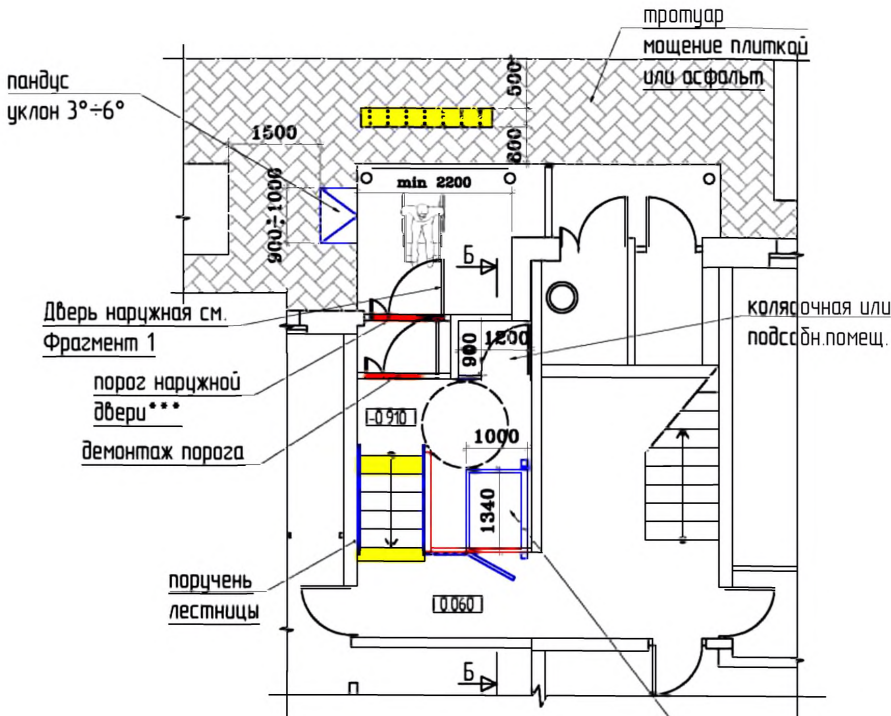 тротуар
мощение плиткой
или асфальт
пандус
уклон 3°÷6°
500
1500
800
min 2200
900÷1000
Б
Дверь наружная см.
Фрагмент 1
колясочная или
подсобн.помещ.
1200
900
порог наружной
двери***
-0.910
демонтаж порога
1000
1340
поручень
лестницы
0.060
Б